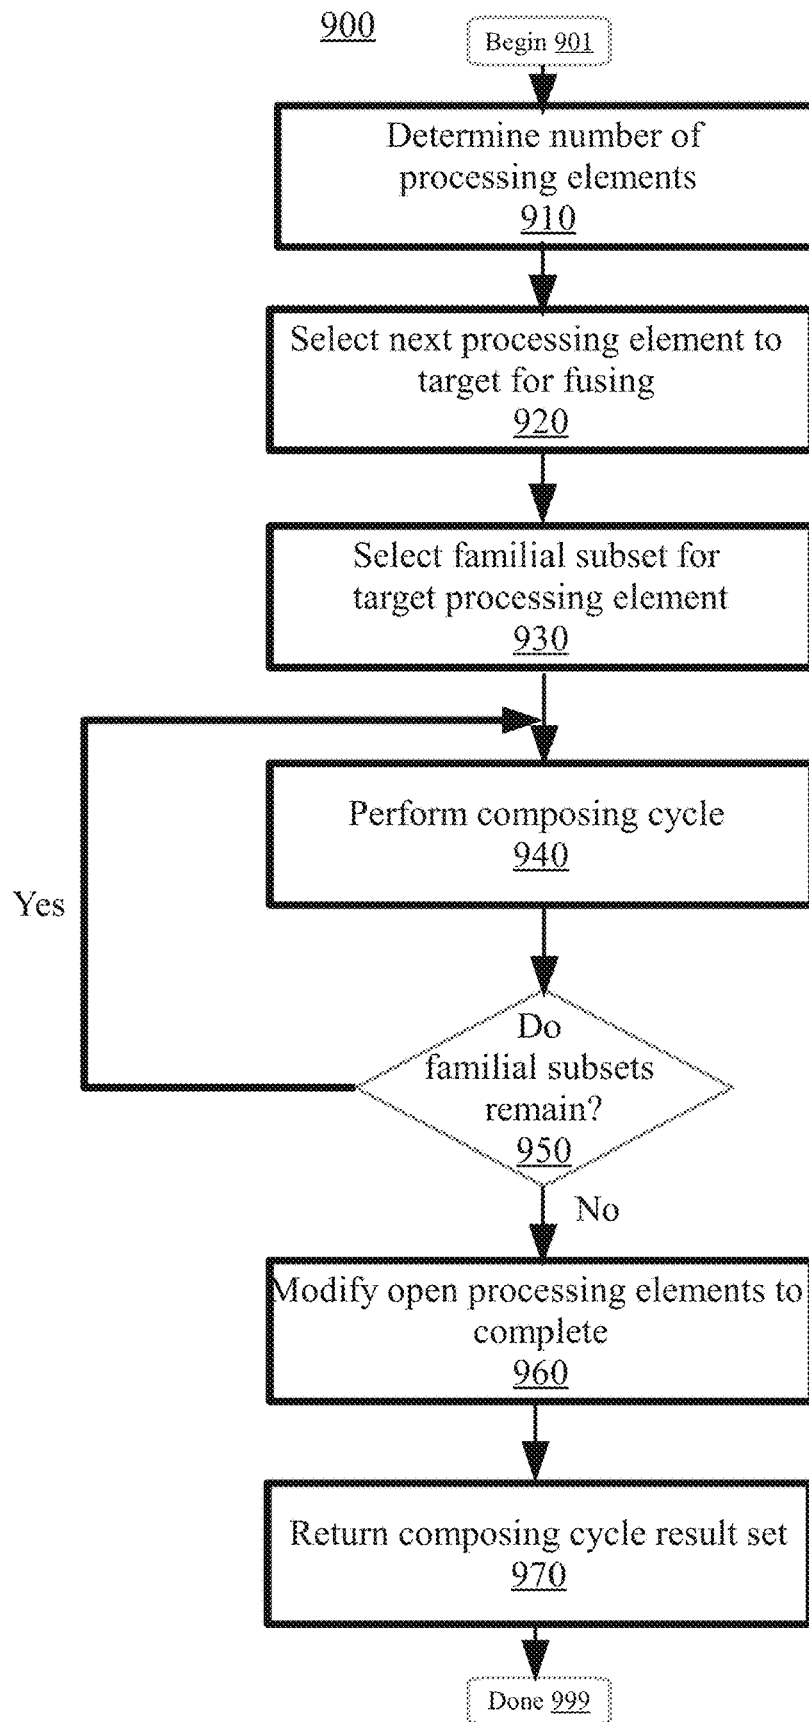 900
Begin 901
Determine number of
processing elements
910
Select next processing element to
target for fusing
920
Select familial subset for
target processing element
930
Perform composing cycle
940
Yes
Do
familial subsets
remain?
950
No
Modify open processing elements to
complete
960
Return composing cycle result set
970
Done 999